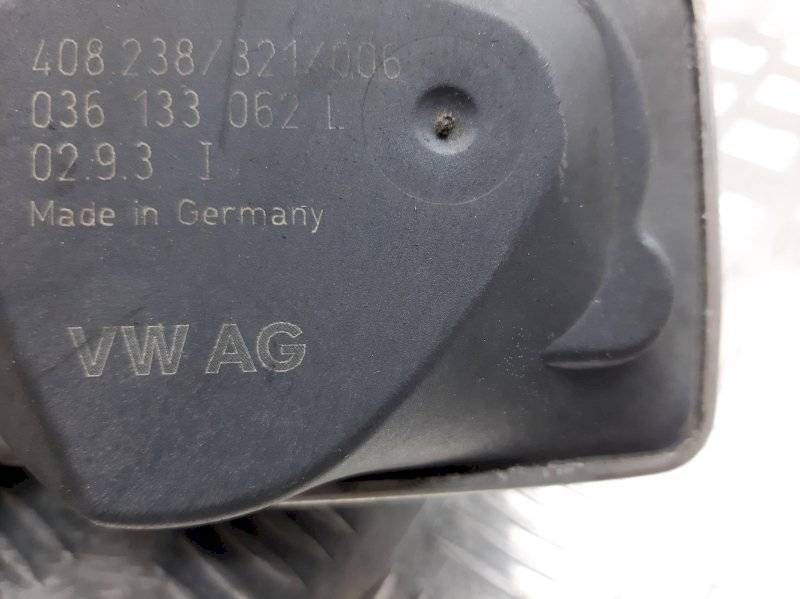 408 238/321/006
036 133 062 L
02.9.3 I
Made in Germany
VW AG